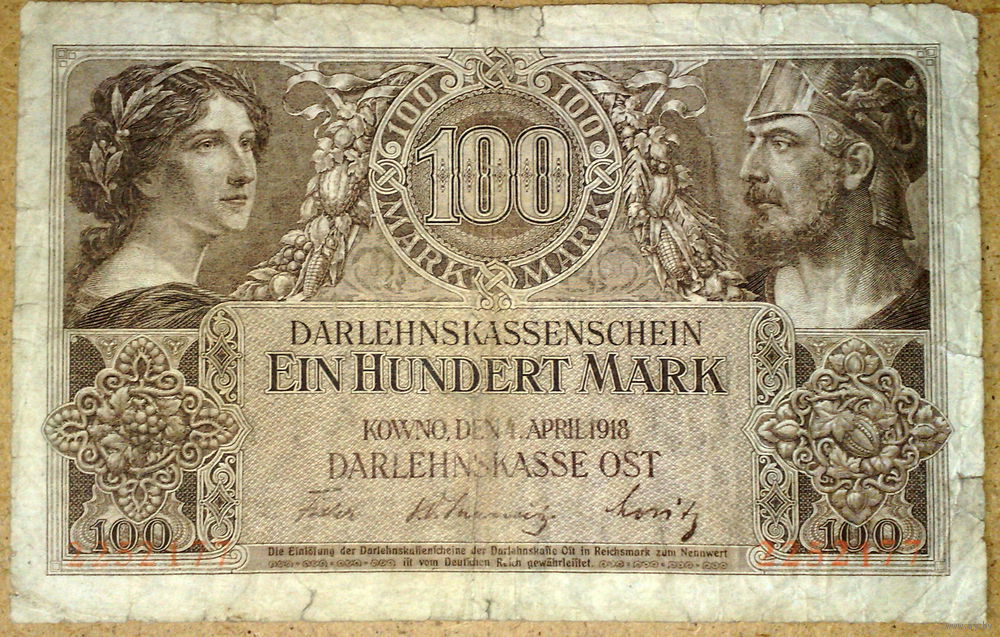 100 100
100
MARK MARK
DARLEHNSKASSENSCHEIN
EIN HUNDERT MARK
KOWNO, DEN 4. APRIL 1918
DARLEHNSKASSE OST
100 100
Die Einlösung der Darlehnskassenscheine der Darlehnskasse Ost in Reichsmark zum Nennwert
ist vom Deutschen Reich gewährleistet.